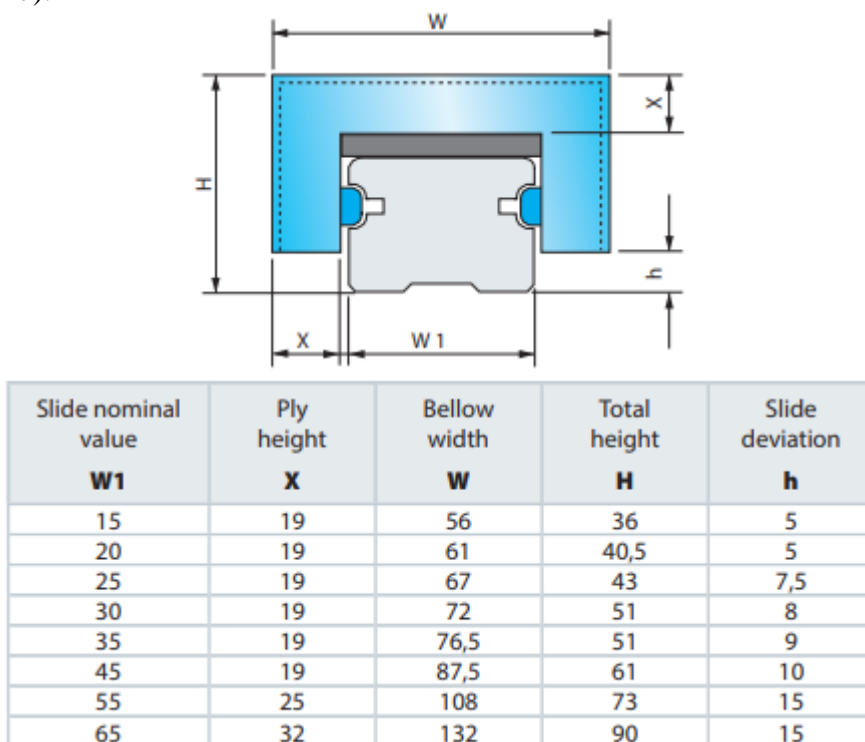 W
X
H
h
X
W 1
Slide nominal value Ply height Bellow width Total height Slide deviation
W1 X W H h
15 19 56 36 5
20 19 61 40,5 5
25 19 67 43 7,5
30 19 72 51 8
35 19 76,5 51 9
45 19 87,5 61 10
55 25 108 73 15
65 32 132 90 15